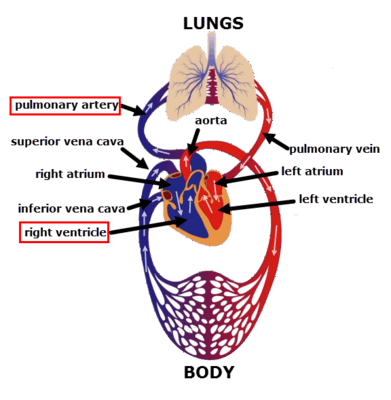 LUNGS
pulmonary artery
aorta
superior vena cava
pulmonary vein
right atrium
left atrium
inferior vena cava
left ventricle
right ventricle
BODY